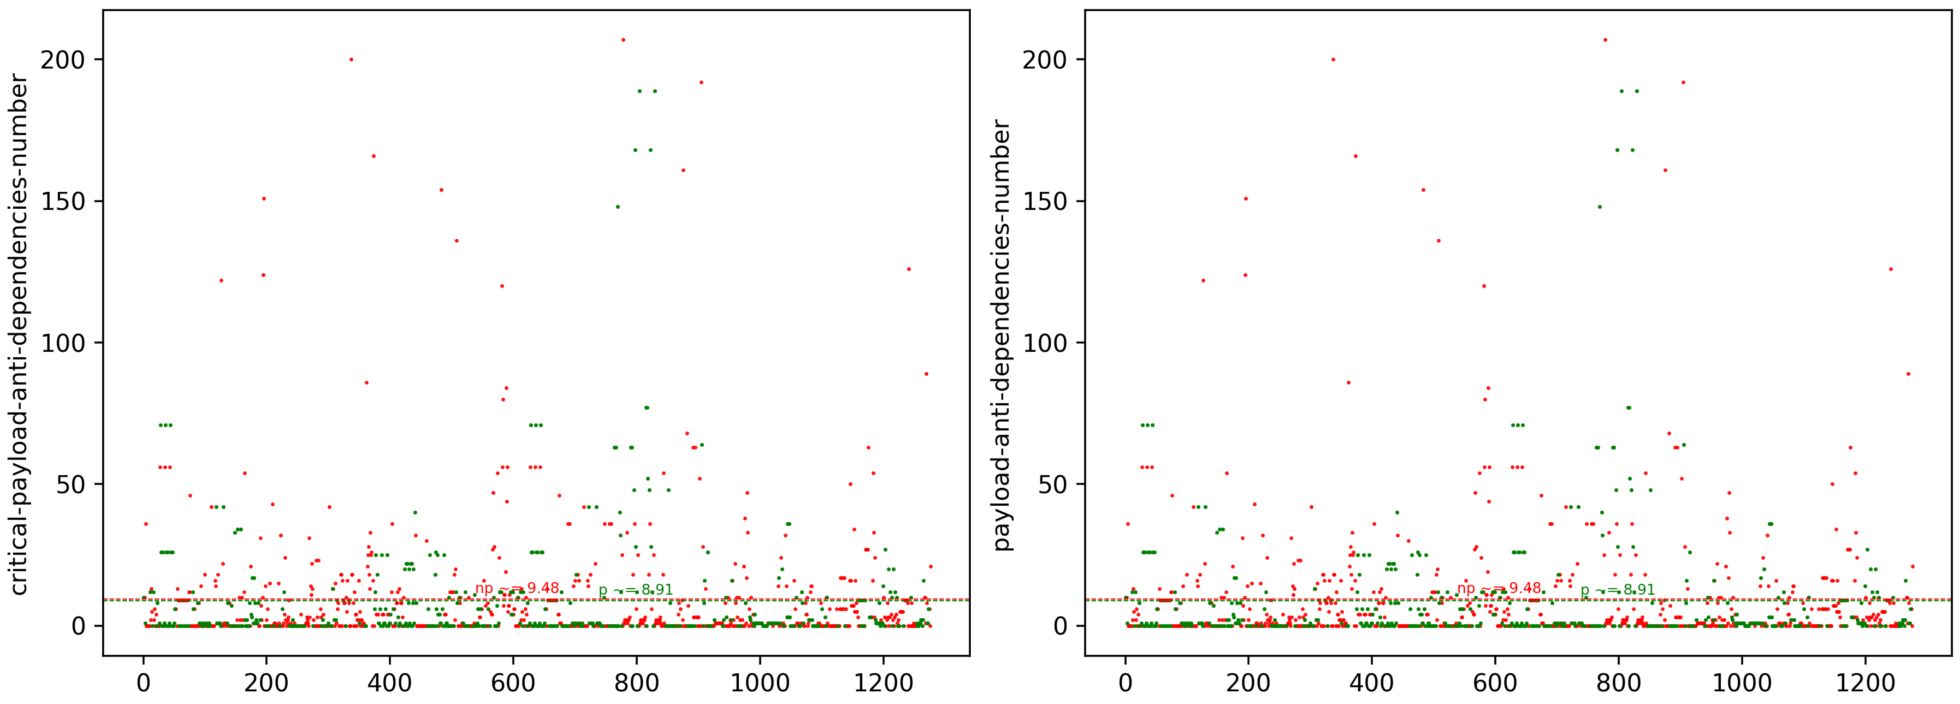 critical-payload-anti-dependencies-number
200
150
100
50
0
np ~= 9.48
p ~= 8.91
0 200 400 600 800 1000 1200
payload-anti-dependencies-number
200
150
100
50
0
np ~= 9.48
p ~= 8.91
0 200 400 600 800 1000 1200